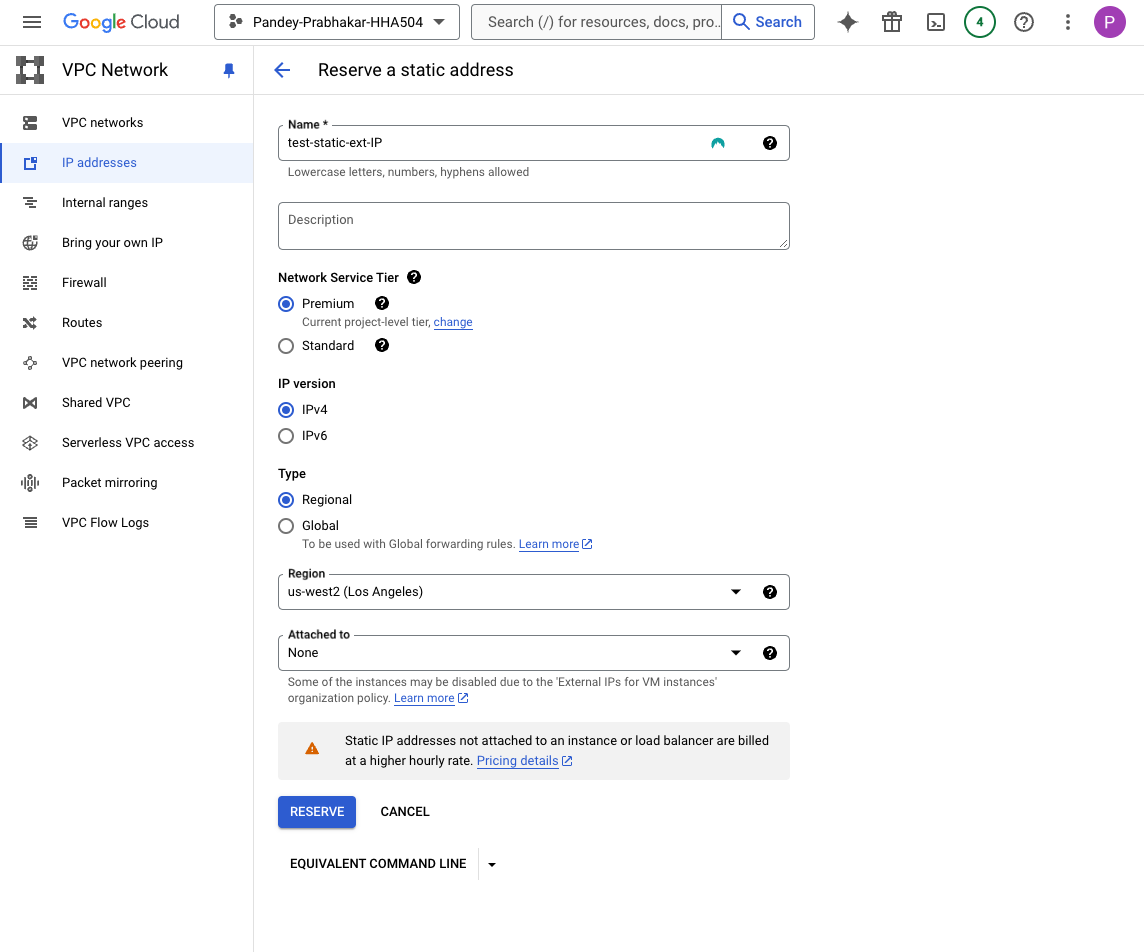 Google Cloud
Pandey-Prabhakar-HHA504
Search (/) for resources, docs, pro...
Search
4
P
VPC Network
Reserve a static address
VPC networks
IP addresses
Internal ranges
Bring your own IP
Firewall
Routes
VPC network peering
Shared VPC
Serverless VPC access
Packet mirroring
VPC Flow Logs
Name *
test-static-ext-IP
Lowercase letters, numbers, hyphens allowed
Description
Network Service Tier
Premium
Current project-level tier, change
Standard
IP version
IPv4
IPv6
Type
Regional
Global
To be used with Global forwarding rules. Learn more
Region
us-west2 (Los Angeles)
Attached to
None
Some of the instances may be disabled due to the 'External IPs for VM instances'
organization policy. Learn more
Static IP addresses not attached to an instance or load balancer are billed
at a higher hourly rate. Pricing details
RESERVE
CANCEL
EQUIVALENT COMMAND LINE